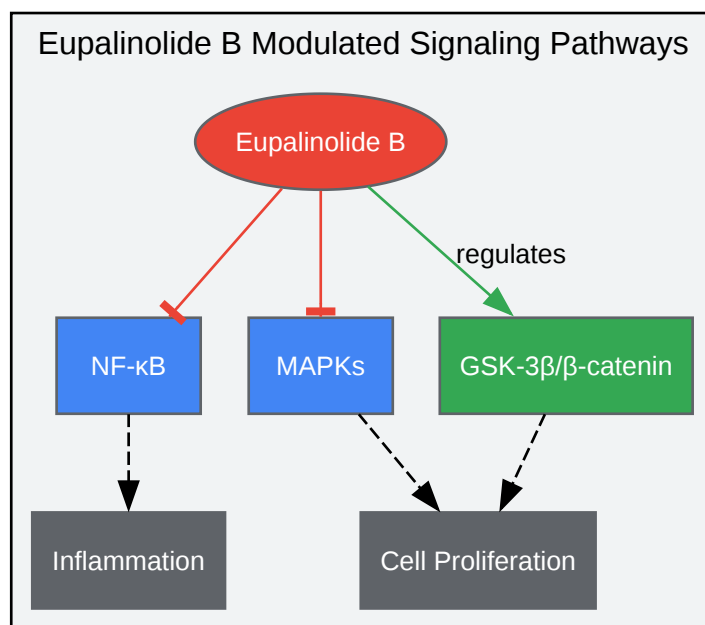 Eupalinolide B Modulated Signaling Pathways
Eupalinolide B
regulates
NF-κB
MAPKs
GSK-3β/β-catenin
Inflammation
Cell Proliferation